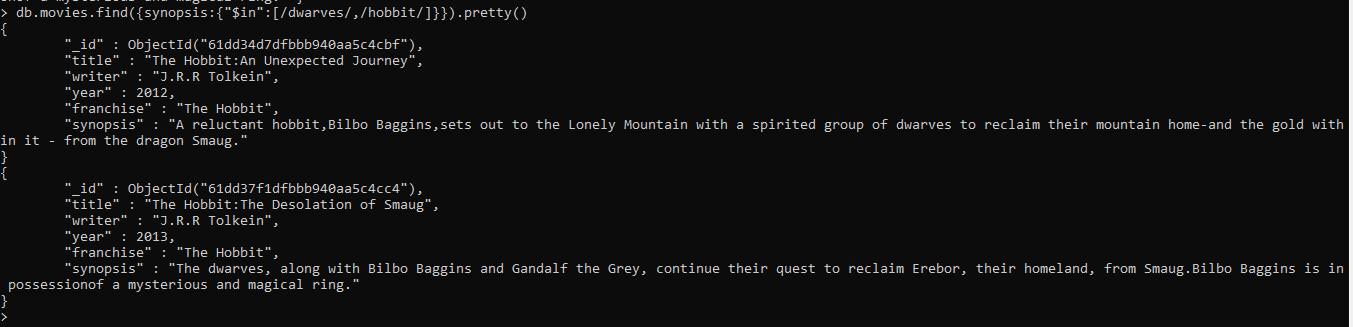 > db.movies.find({synopsis:{"$in":[/dwarves/,/hobbit/]}}).pretty()
{
        "_id" : ObjectId("61dd34d7dfbbb940aa5c4cbf"),
        "title" : "The Hobbit:An Unexpected Journey",
        "writer" : "J.R.R Tolkein",
        "year" : 2012,
        "franchise" : "The Hobbit",
        "synopsis" : "A reluctant hobbit,Bilbo Baggins,sets out to the Lonely Mountain with a spirited group of dwarves to reclaim their mountain home-and the gold with
in it - from the dragon Smaug."
}
{
        "_id" : ObjectId("61dd37f1dfbbb940aa5c4cc4"),
        "title" : "The Hobbit:The Desolation of Smaug",
        "writer" : "J.R.R Tolkein",
        "year" : 2013,
        "franchise" : "The Hobbit",
        "synopsis" : "The dwarves, along with Bilbo Baggins and Gandalf the Grey, continue their quest to reclaim Erebor, their homeland, from Smaug.Bilbo Baggins is in
 possessionof a mysterious and magical ring."
}
>